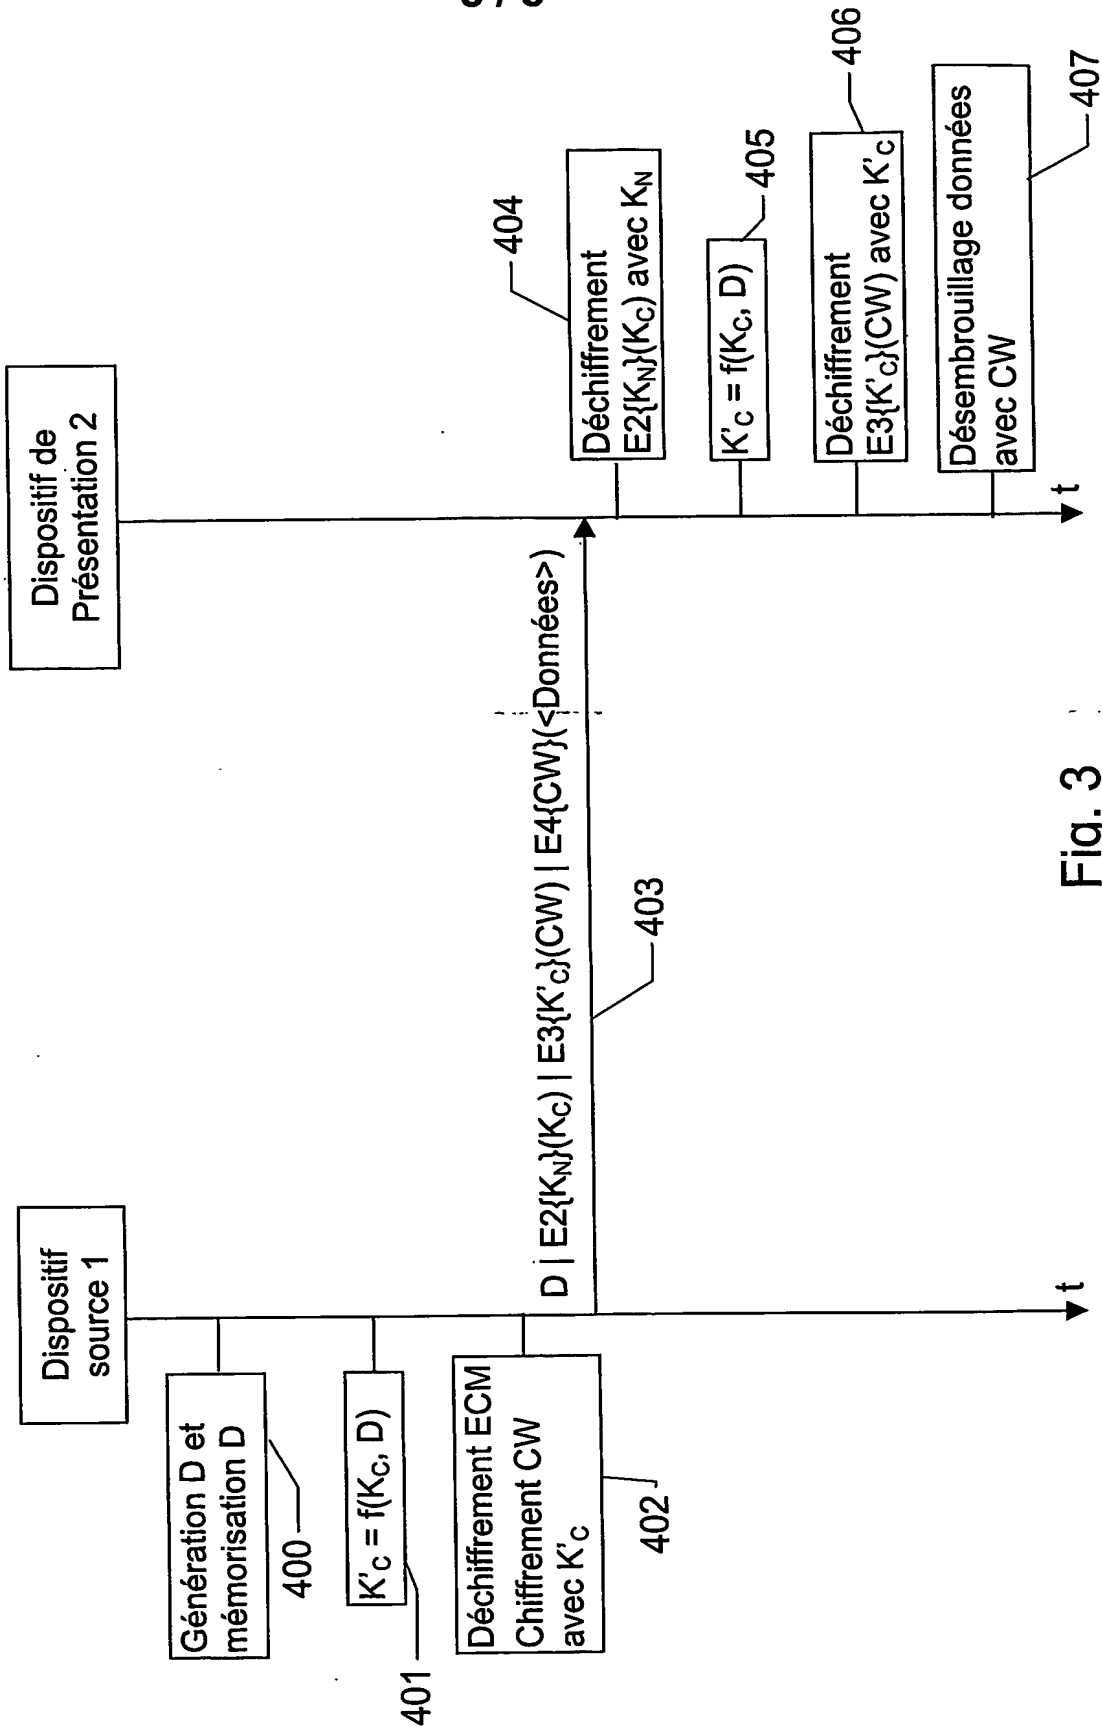 Dispositif
source 1
Dispositif de
Présentation 2
Génération D et
mémorisation D
400
K'C = f(KC, D)
401
Déchiffrement ECM
Chiffrement CW
avec K'C
402
D | E2{KN}(KC) | E3{K'C}(CW) | E4{CW}(<Données>)
403
404
Déchiffrement
E2{KN}(KC) avec KN
K'C = f(KC, D)
405
Déchiffrement
E3{K'C}(CW) avec K'C
406
Désembrouillage données
avec CW
407
t
t
Fig. 3